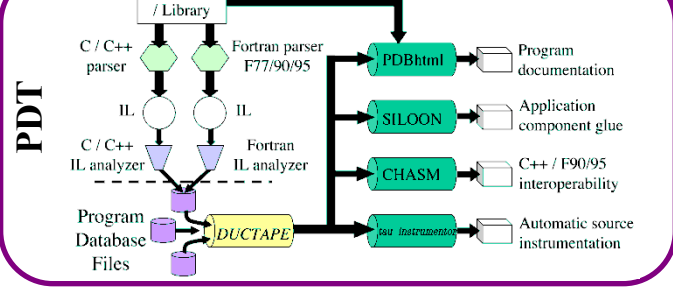 / Library
PDT
C / C++
parser
Fortran parser
F77/90/95
IL
IL
C / C++
IL analyzer
Fortran
IL analyzer
Program
Database
Files
DUCTAPE
PDBhtml
Program
documentation
SILOON
Application
component glue
CHASM
C++ / F90/95
interoperability
tau instrumentor
Automatic source
instrumentation